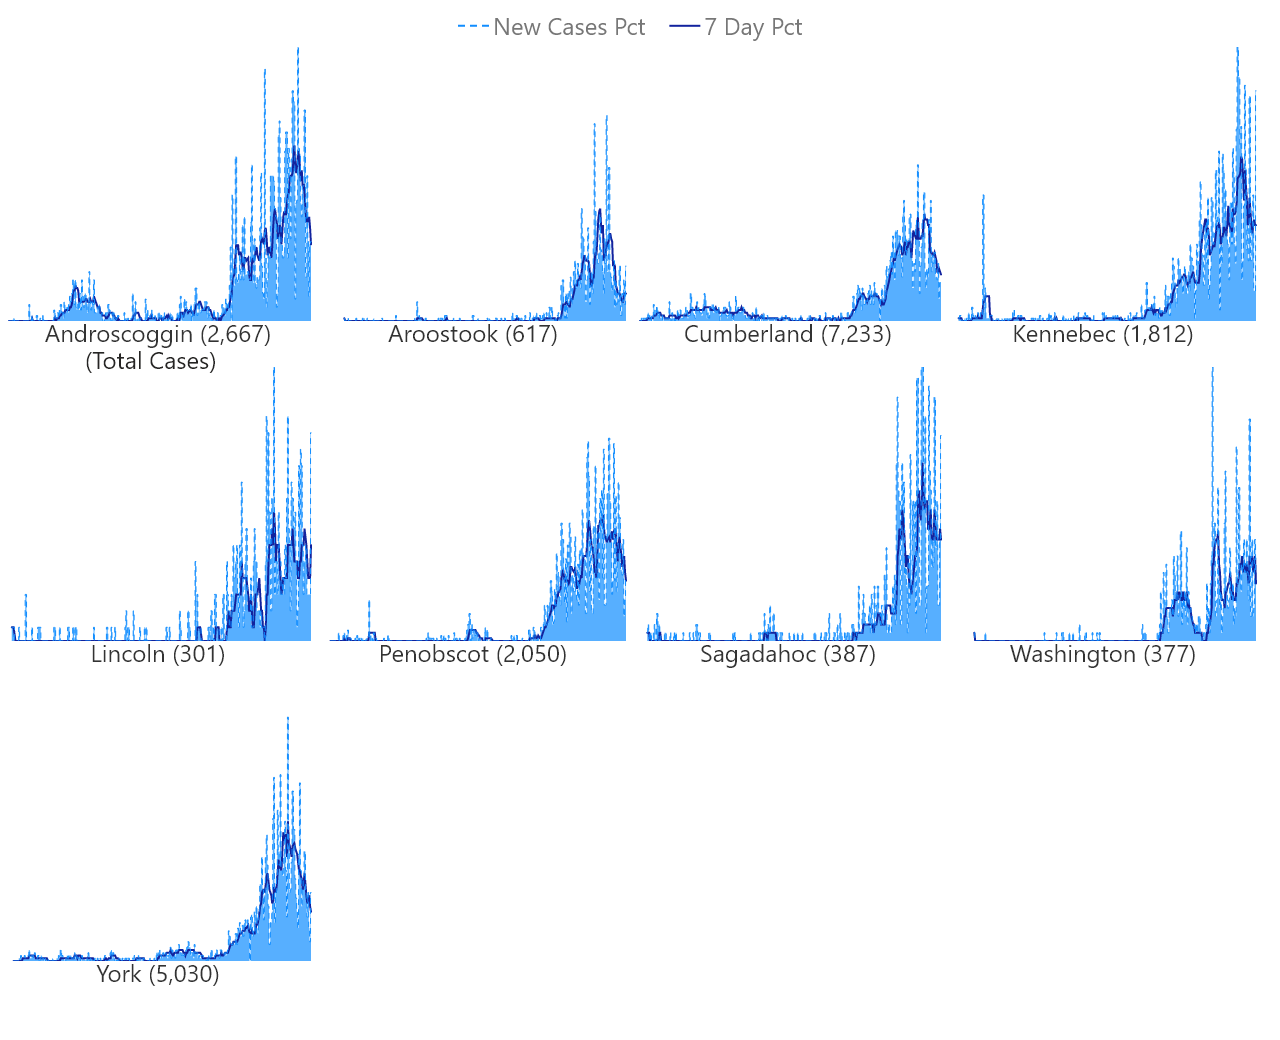 New Cases Pct 7 Day Pct
Androscoggin (2,667)
(Total Cases)
Aroostook (617)
Cumberland (7,233)
Kennebec (1,812)
Lincoln (301)
Penobscot (2,050)
Sagadahoc (387)
Washington (377)
York (5,030)